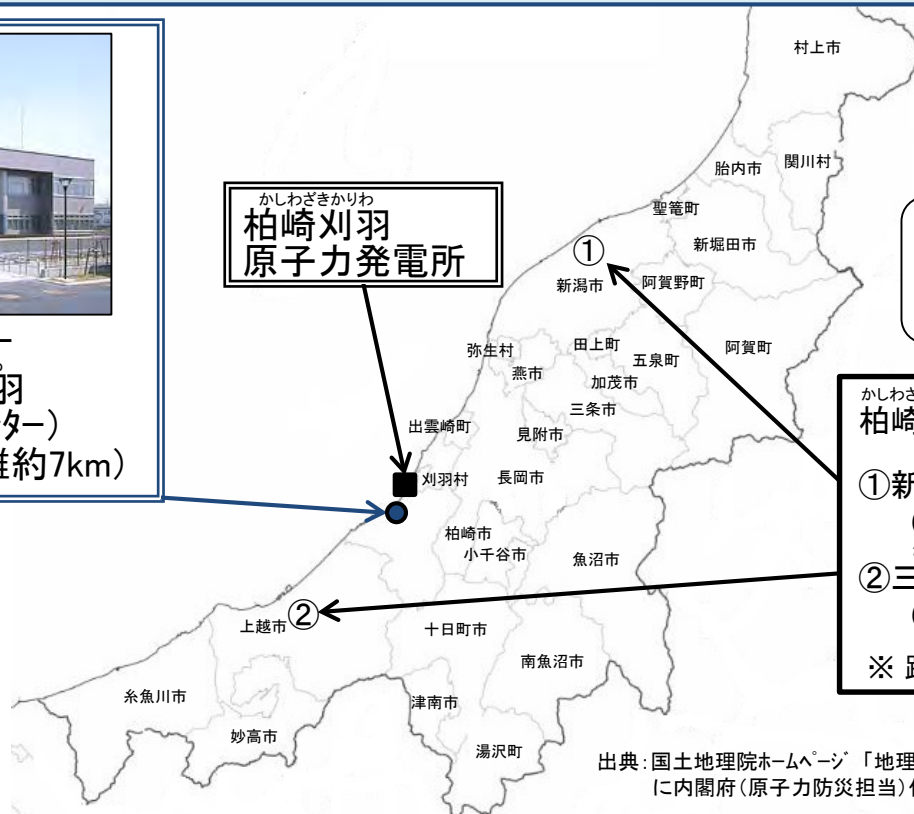 羽
ター)
約7km)
かしわざきかりわ
柏崎刈羽
原子力発電所
村上市
関川村
胎内市
聖篭町
新堀田市
①
新潟市
阿賀野町
阿賀町
弥生村
田上町
五泉町
燕市
加茂市
三条市
出雲崎町
見附市
刈羽村
長岡市
柏崎市
小千谷市
魚沼市
上越市
②
十日町市
南魚沼市
糸魚川市
津南市
妙高市
湯沢町
かしわざ
柏崎
①新
②三
※
出典:国土地理院ホームページ 「地理
に内閣府(原子力防災担当)